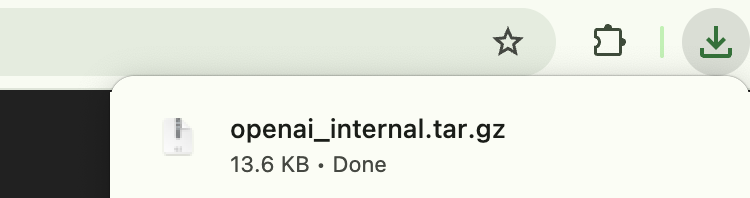 openai_internal.tar.gz
13.6 KB • Done